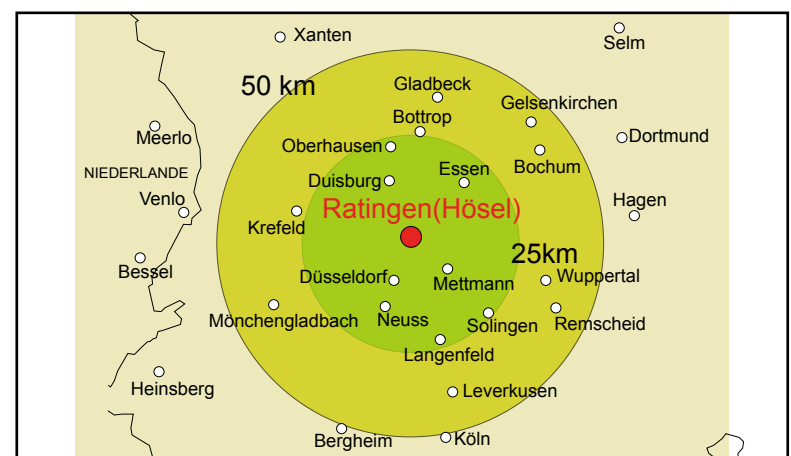 Xanten
Selm
50 km
Gladbeck
Gelsenkirchen
Bottrop
Meerlo
Dortmund
Oberhausen
Bochum
NIEDERLANDE
Essen
Duisburg
Venlo
Hagen
Ratingen(Hösel)
Krefeld
25km
Bessel
Düsseldorf
Mettmann
Wuppertal
Mönchengladbach
Neuss
Solingen
Remscheid
Langenfeld
Heinsberg
Leverkusen
Bergheim
Köln